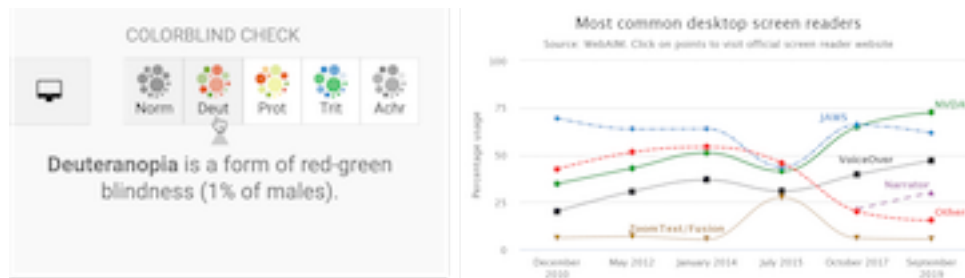 COLORBLIND CHECK
Norm Deut Prot Trit Achr
Deuteranopia is a form of red-green
blindness (1% of males).
Most common desktop screen readers
Source: WebAIM. Click on points to visit official screen reader website
Percentage usage
100
75
50
25
0
JAWS
NVDA
VoiceOver
Narrator
ZoomText/Fusion
Other
December
2010
May 2012
January 2014
July 2015
October 2017
September
2019